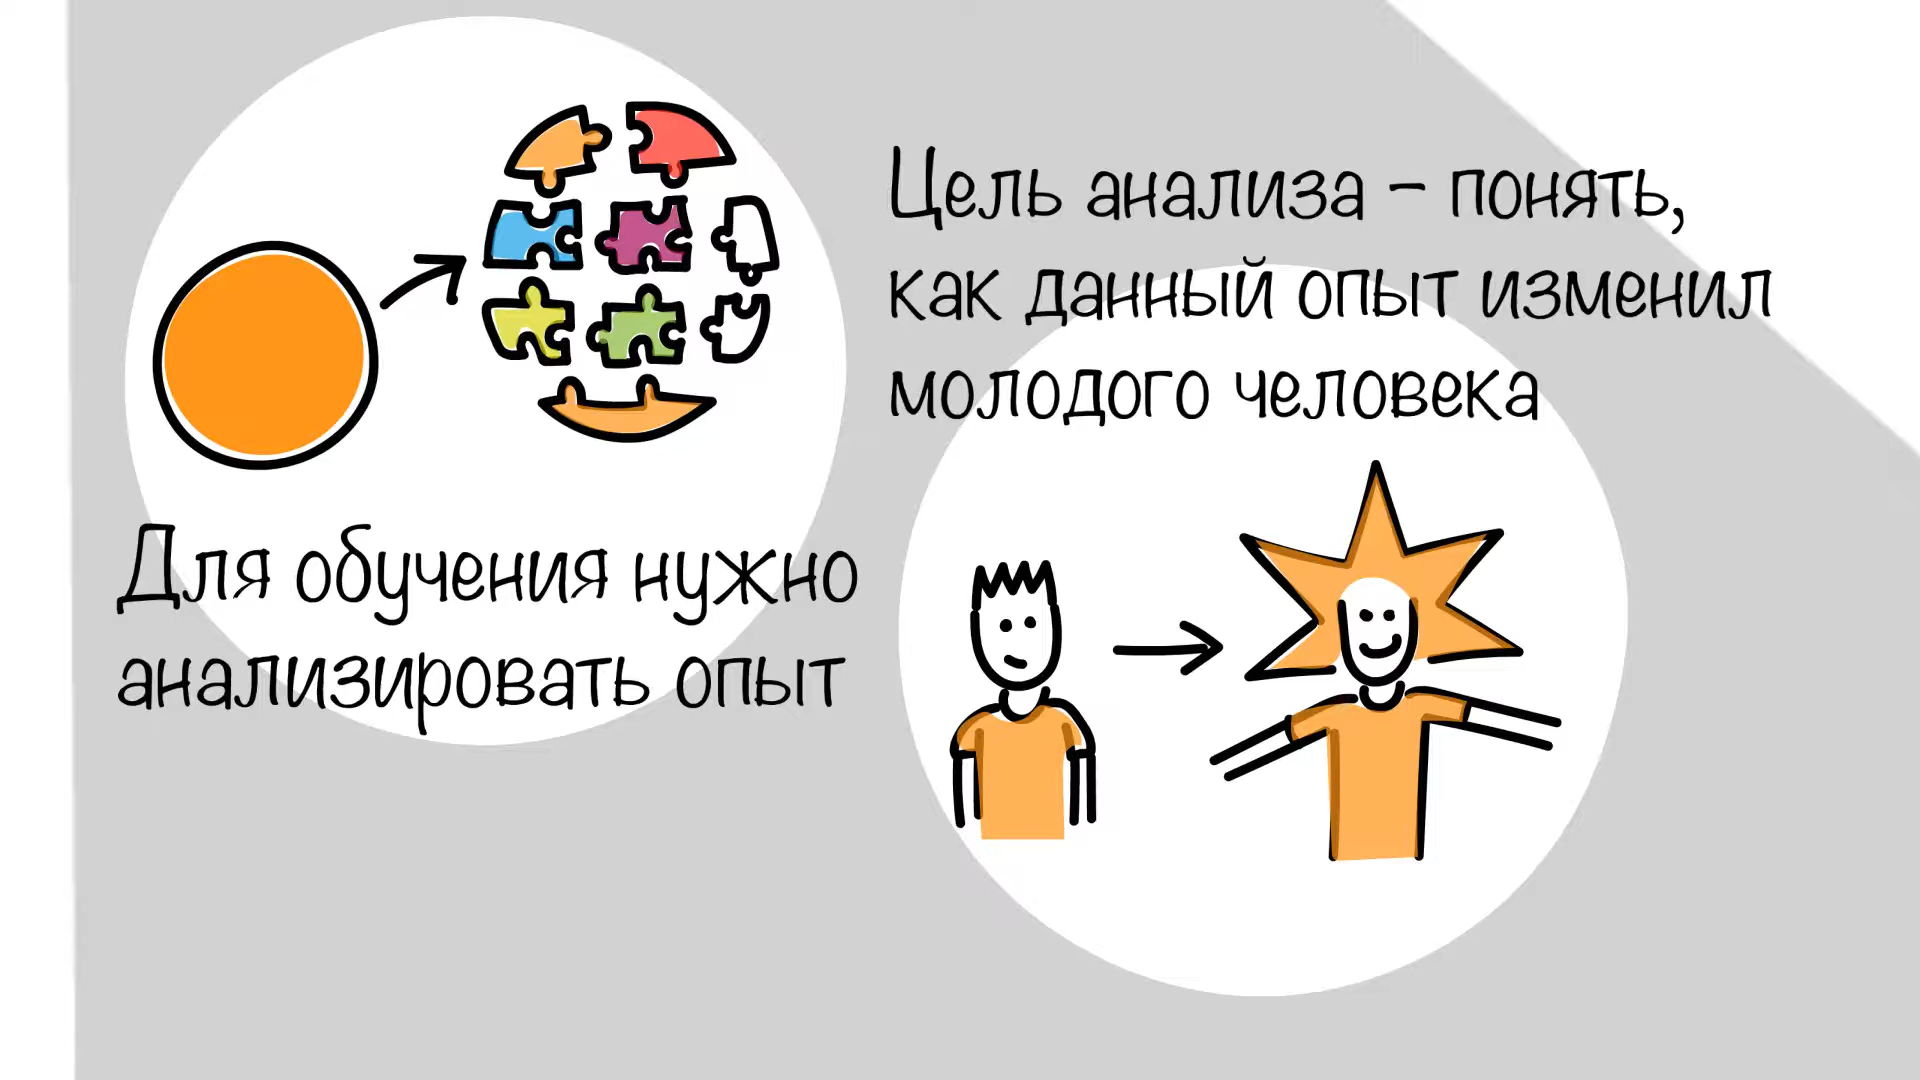 Для обучения нужно
анализировать опыт
Цель анализа – понять,
как данный опыт изменил
молодого человека